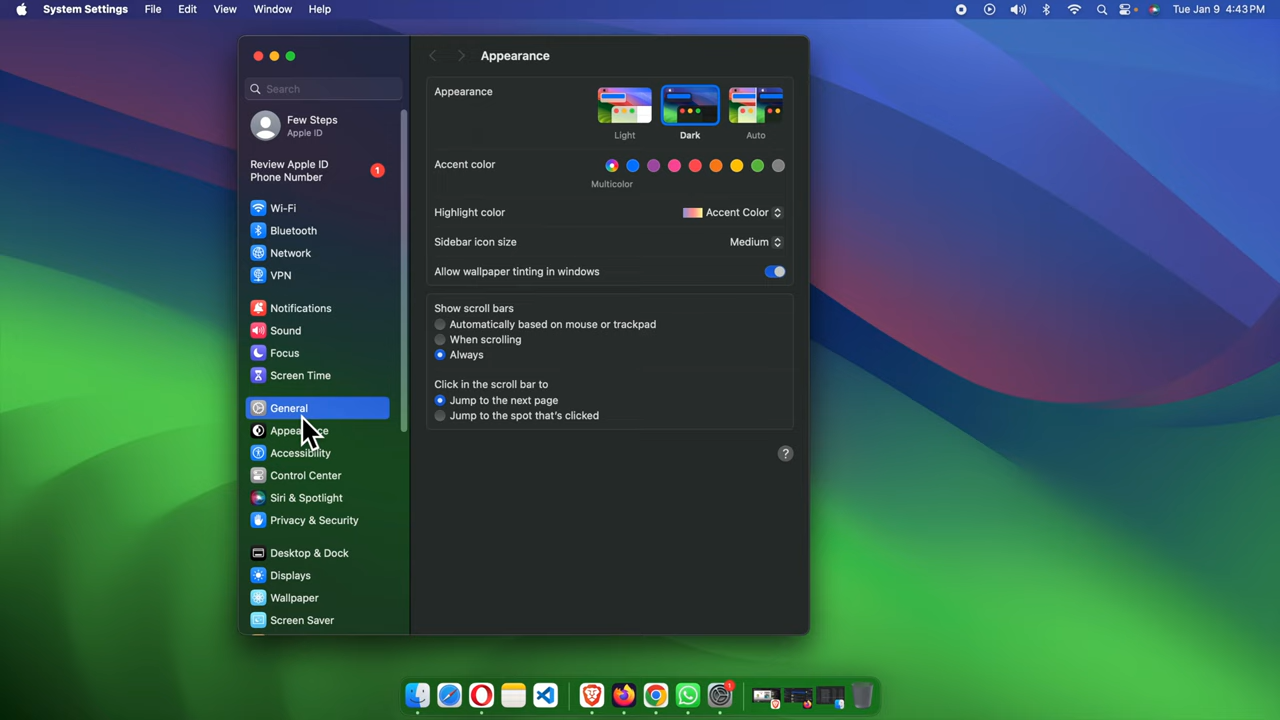 System Settings File Edit View Window Help Tue Jan 9 4:43 PM
Search
Few Steps
Apple ID
Review Apple ID
Phone Number
1
Wi-Fi
Bluetooth
Network
VPN
Notifications
Sound
Focus
Screen Time
General
Appearance
Accessibility
Control Center
Siri & Spotlight
Privacy & Security
Desktop & Dock
Displays
Wallpaper
Screen Saver
Appearance
Appearance
Light
Dark
Auto
Accent color
Multicolor
Highlight color
Accent Color
Sidebar icon size
Medium
Allow wallpaper tinting in windows
Show scroll bars
Automatically based on mouse or trackpad
When scrolling
Always
Click in the scroll bar to
Jump to the next page
Jump to the spot that's clicked
?
1